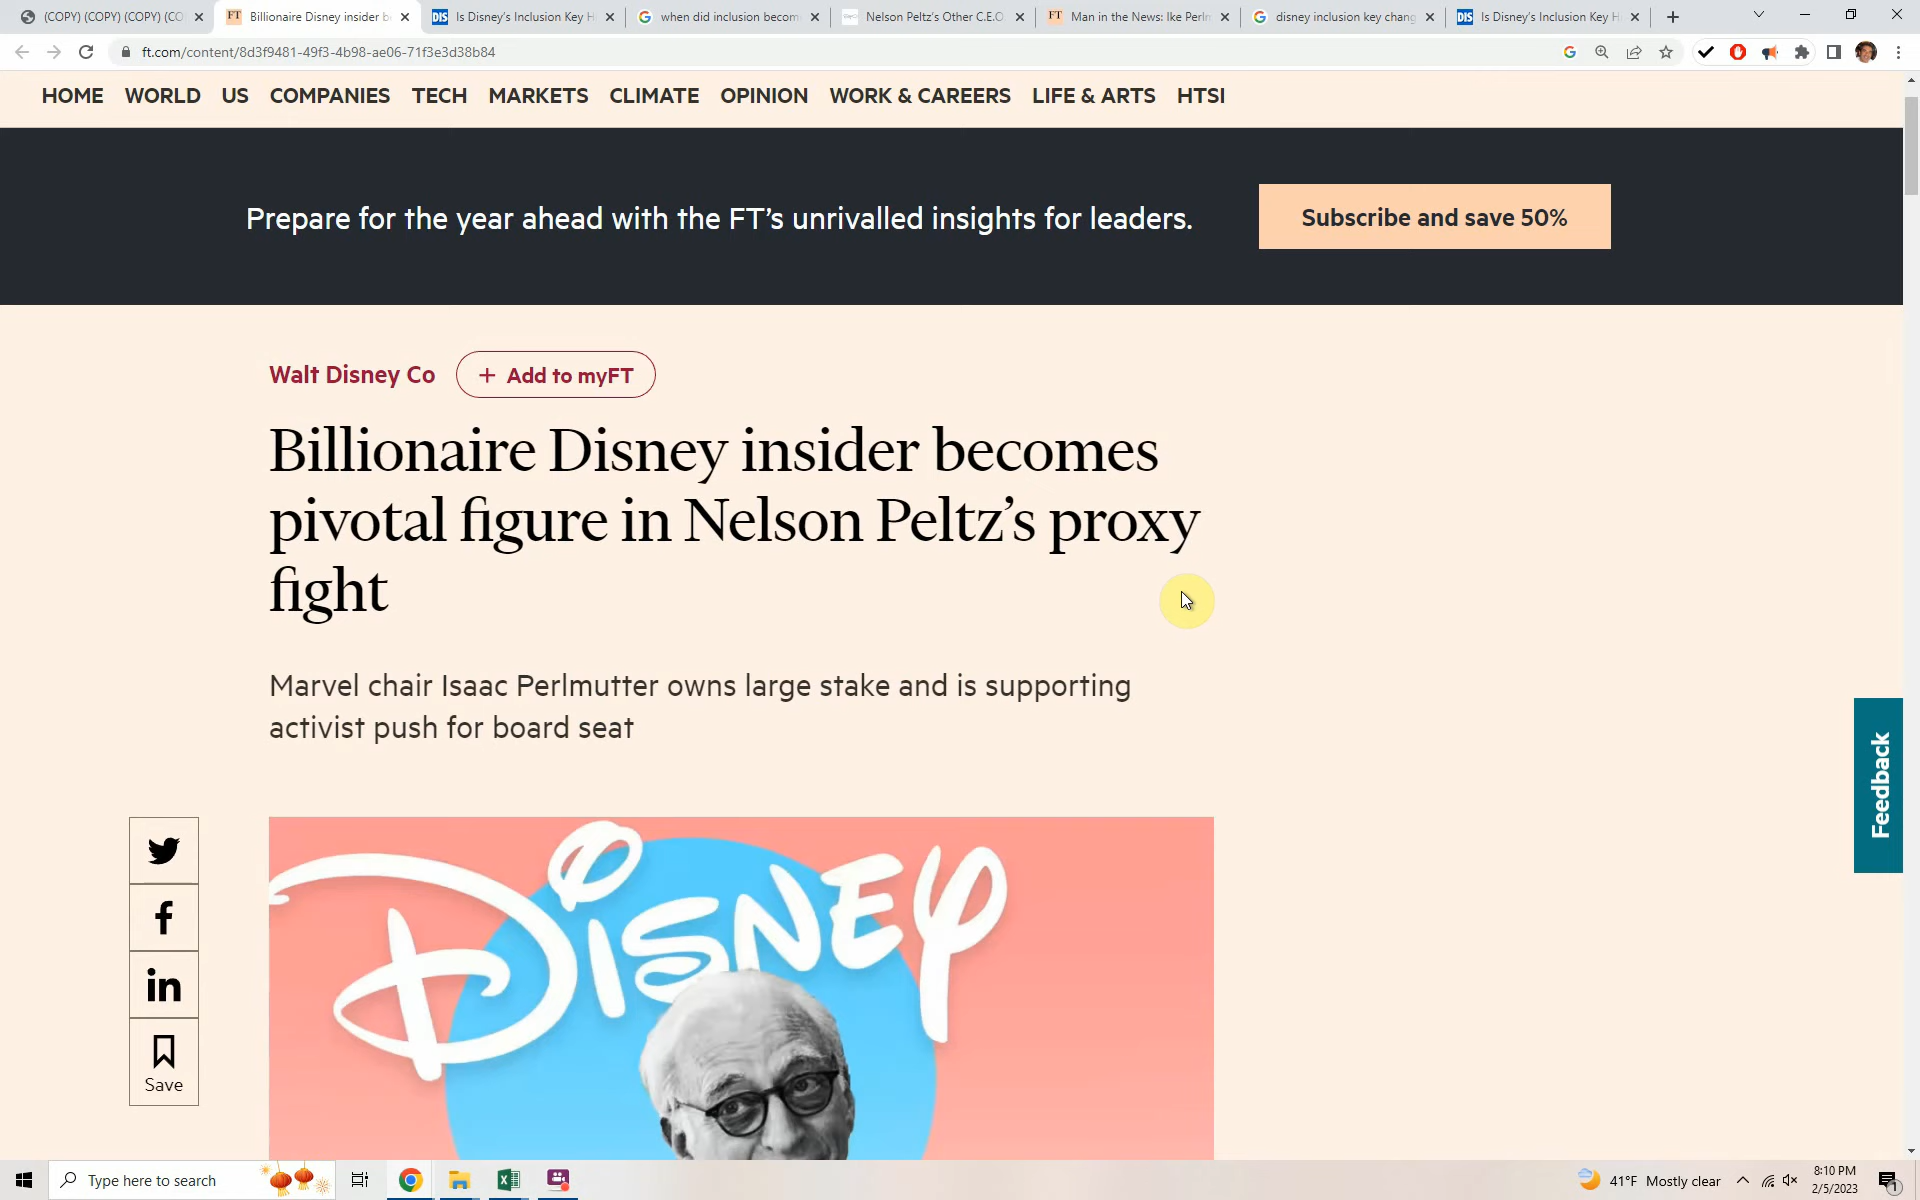 (COPY) (COPY) (COPY) (CO
Billionaire Disney insider b
DIS Is Disney's Inclusion Key H
when did inclusion becom
Nelson Peltz's Other C.E.O
FT Man in the News: Ike Perlm
disney inclusion key chang
DIS Is Disney's Inclusion Key H
ft.com/content/8d3f9481-49f3-4b98-ae06-71f3e3d38b84
HOME WORLD US COMPANIES TECH MARKETS CLIMATE OPINION WORK & CAREERS LIFE & ARTS HTSI
Prepare for the year ahead with the FT's unrivalled insights for leaders.
Subscribe and save 50%
Walt Disney Co
+ Add to myFT
Billionaire Disney insider becomes
pivotal figure in Nelson Peltz's proxy
fight
Marvel chair Isaac Perlmutter owns large stake and is supporting
activist push for board seat
Feedback
Disney
Save
Type here to search
41°F Mostly clear
8:10 PM
2/5/2023
1